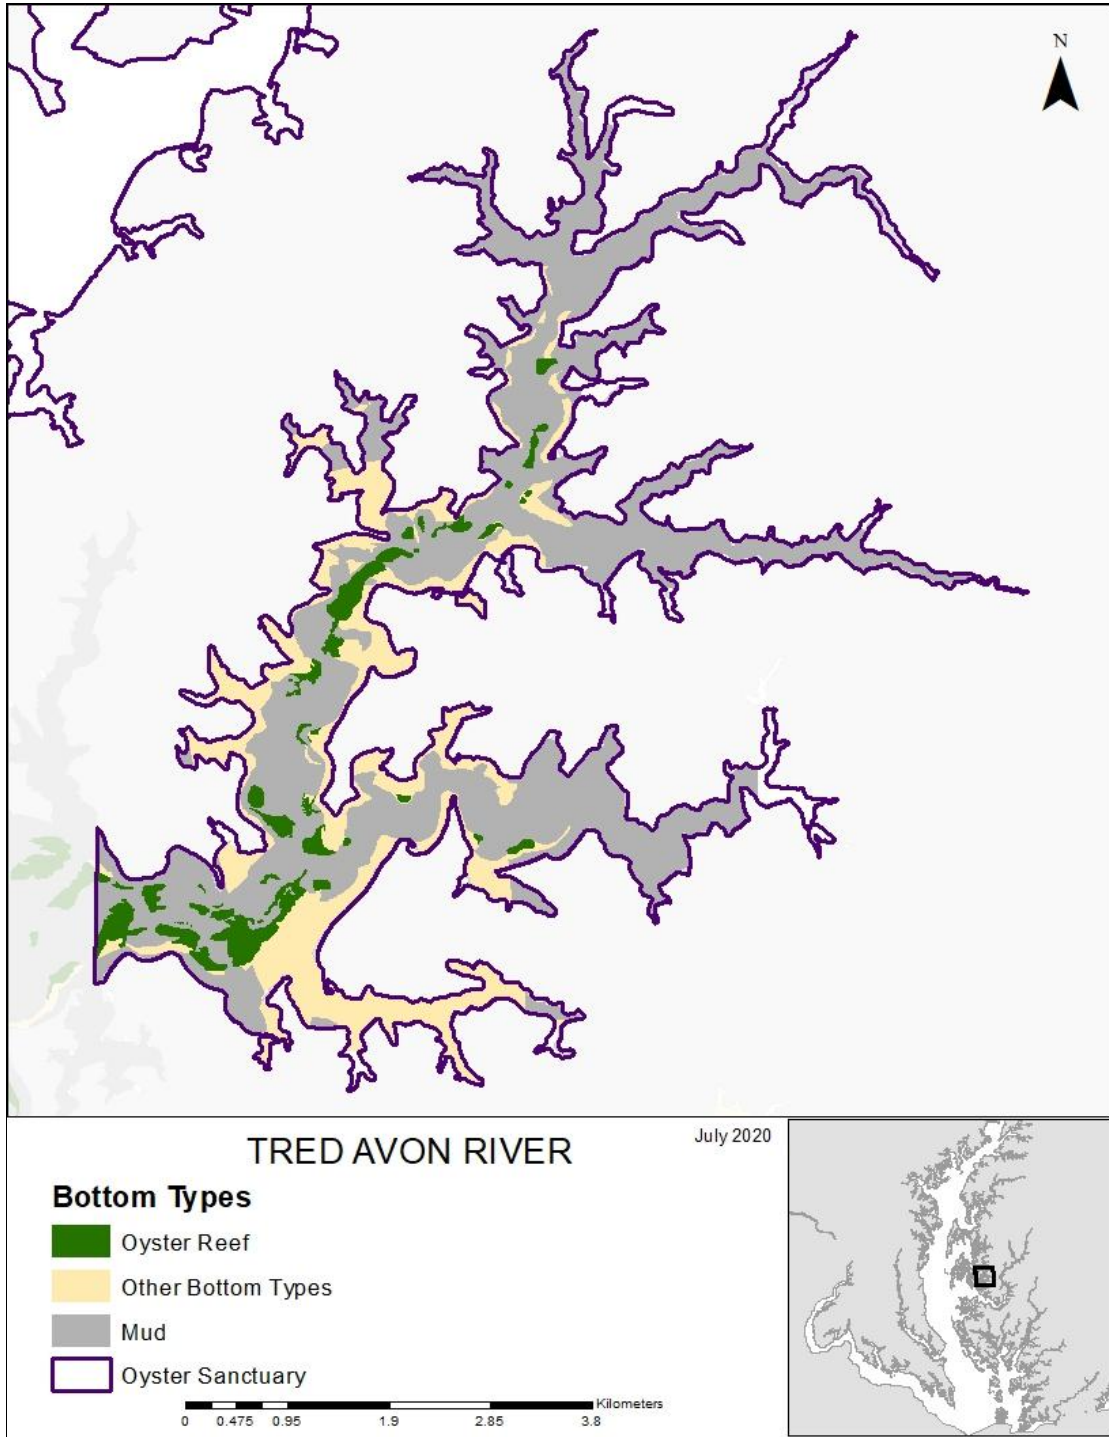 N
TRED AVON RIVER
July 2020
Bottom Types
Oyster Reef
Other Bottom Types
Mud
Oyster Sanctuary
Kilometers
0 0.475 0.95 1.9 2.85 3.8